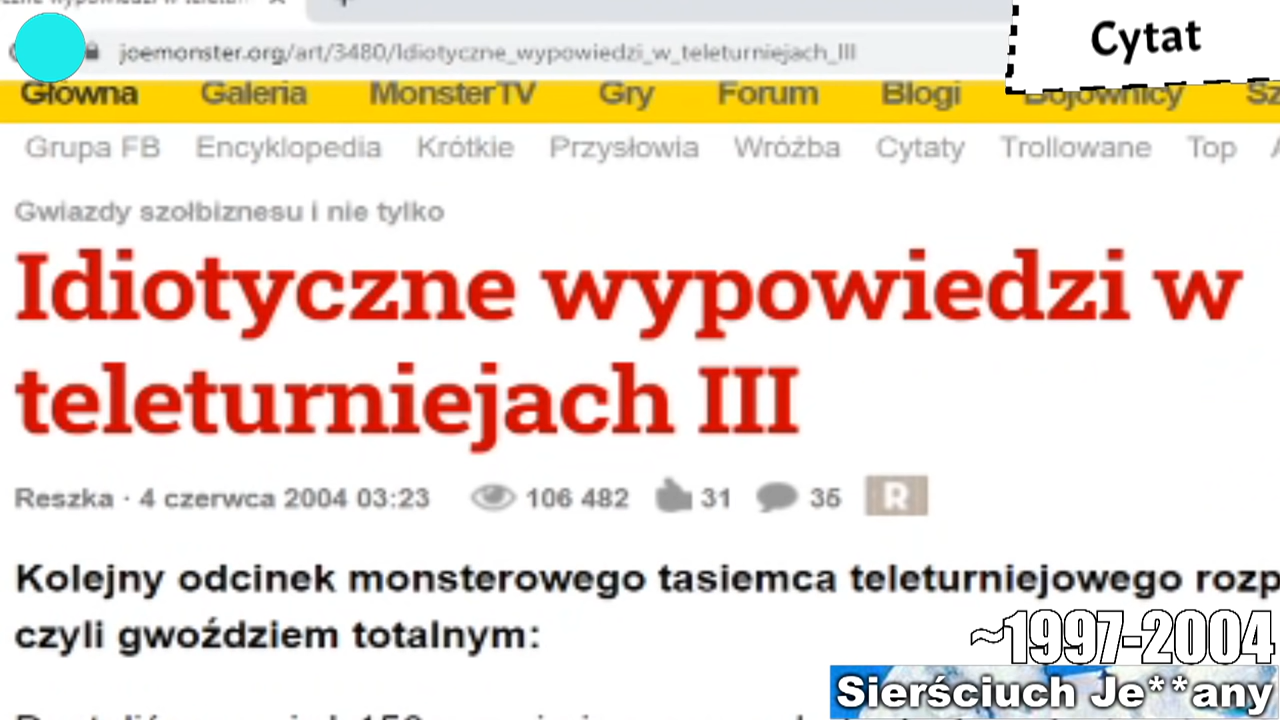 joemonster.org/art/3480/Idiotyczne_wypowiedzi_w_teleturniejach_III
Cytat
Główna Galeria MonsterTV Gry Forum Blogi Bojownicy
Grupa FB Encyklopedia Krótkie Przysłowia Wróżba Cytaty Trollowane Top
Gwiazdy szołbiznesu i nie tylko
Idiotyczne wypowiedzi w
teleturniejach III
Reszka · 4 czerwca 2004 03:23 106 482 31 35 R
Kolejny odcinek monsterowego tasiemca teleturniejowego
czyli gwoździem totalnym:
~1997-2004
Sierściuch Je**any